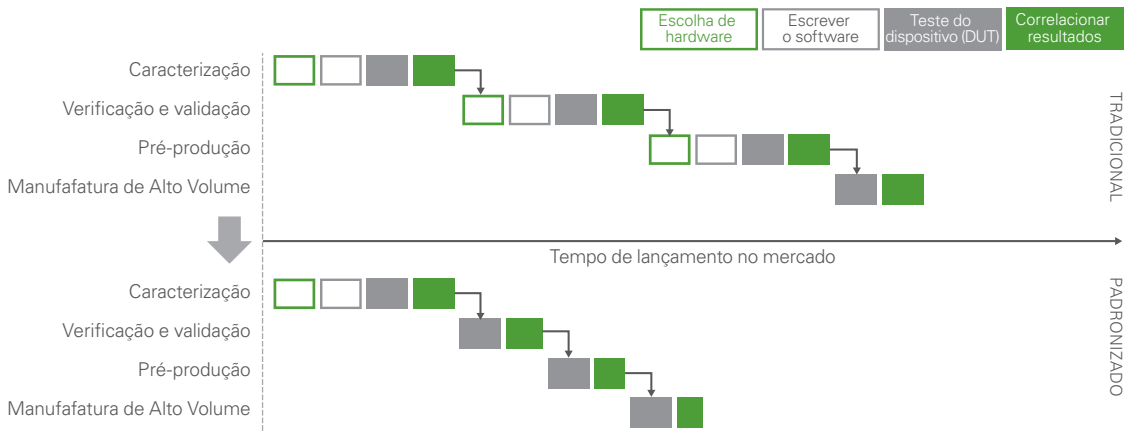 Escolha de
hardware
Escrever
o software
Teste do
dispositivo (DUT)
Correlacionar
resultados
Caracterização
Verificação e validação
Pré-produção
Manufafatura de Alto Volume
TRADICIONAL
Tempo de lançamento no mercado
Caracterização
Verificação e validação
Pré-produção
Manufafatura de Alto Volume
PADRONIZADO